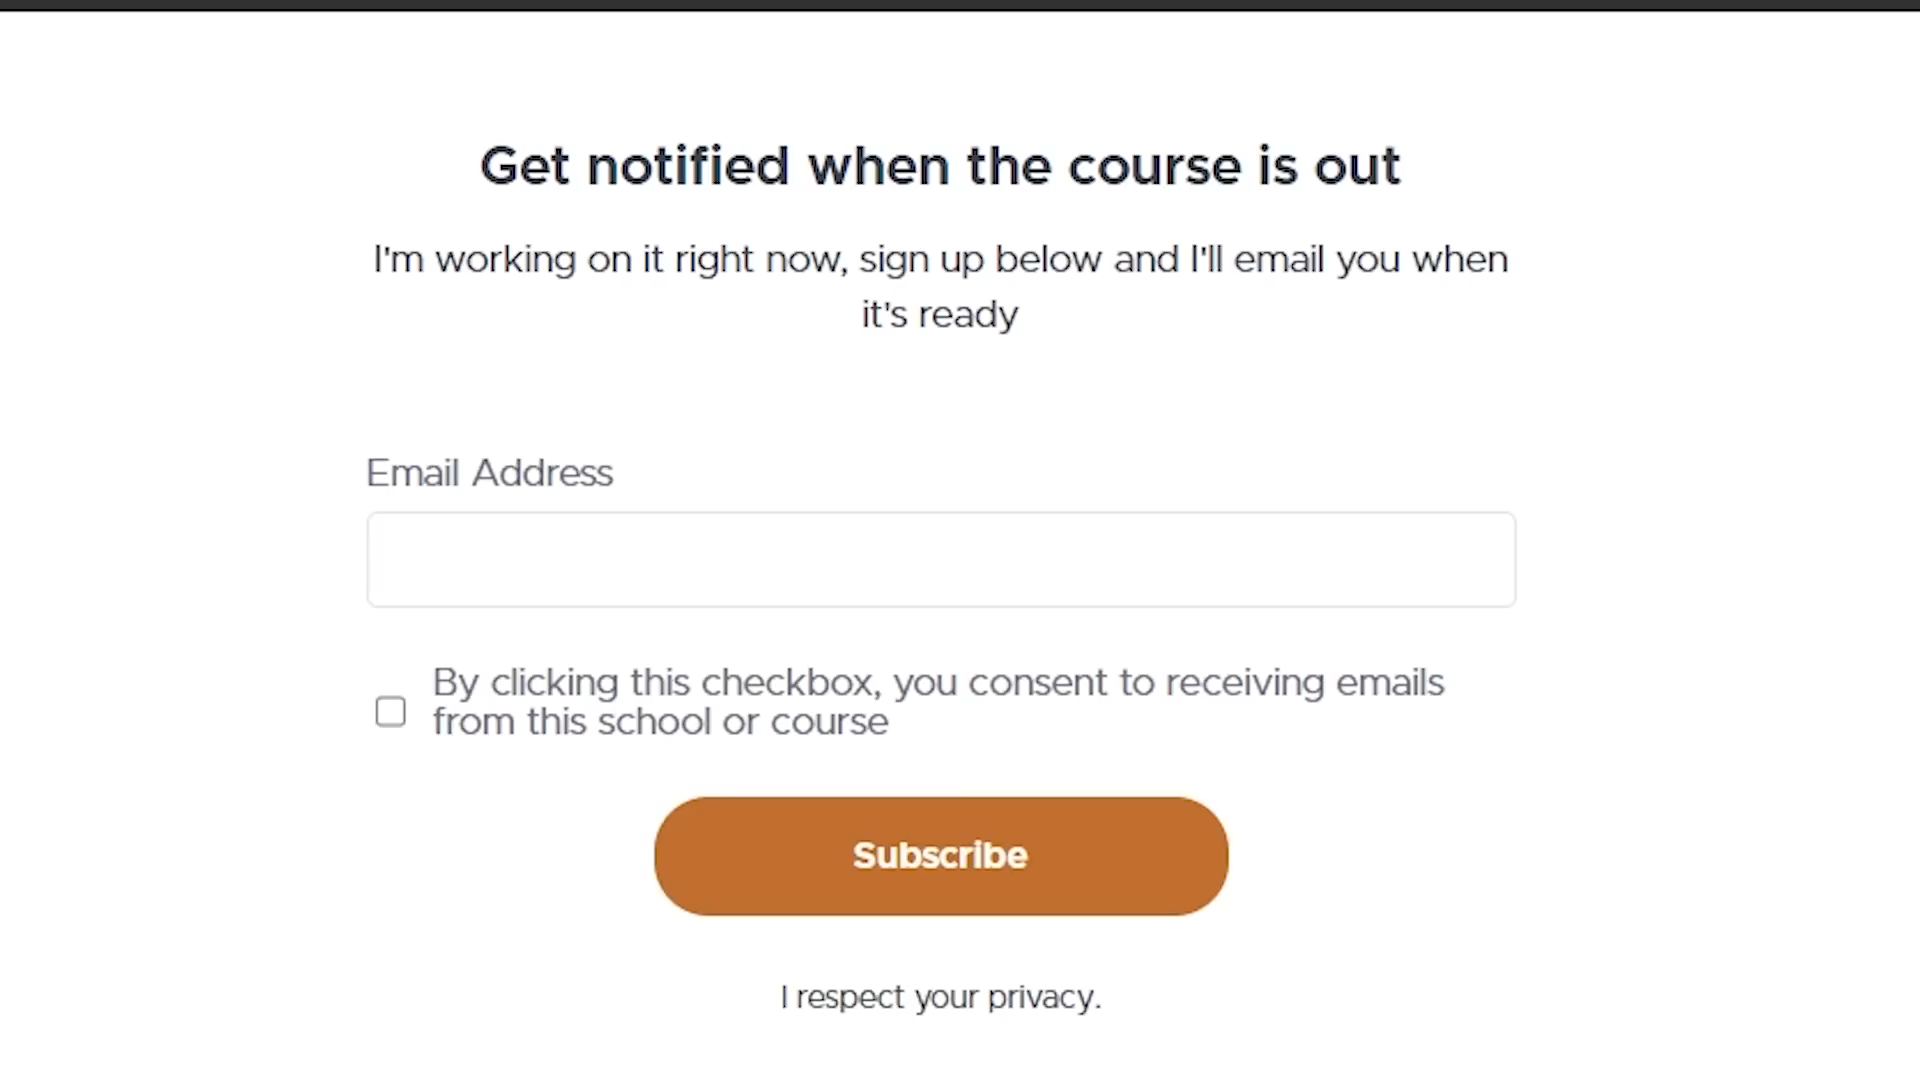 Get notified when the course is out
I'm working on it right now, sign up below and I'll email you when
it's ready
Email Address
By clicking this checkbox, you consent to receiving emails
from this school or course
Subscribe
I respect your privacy.